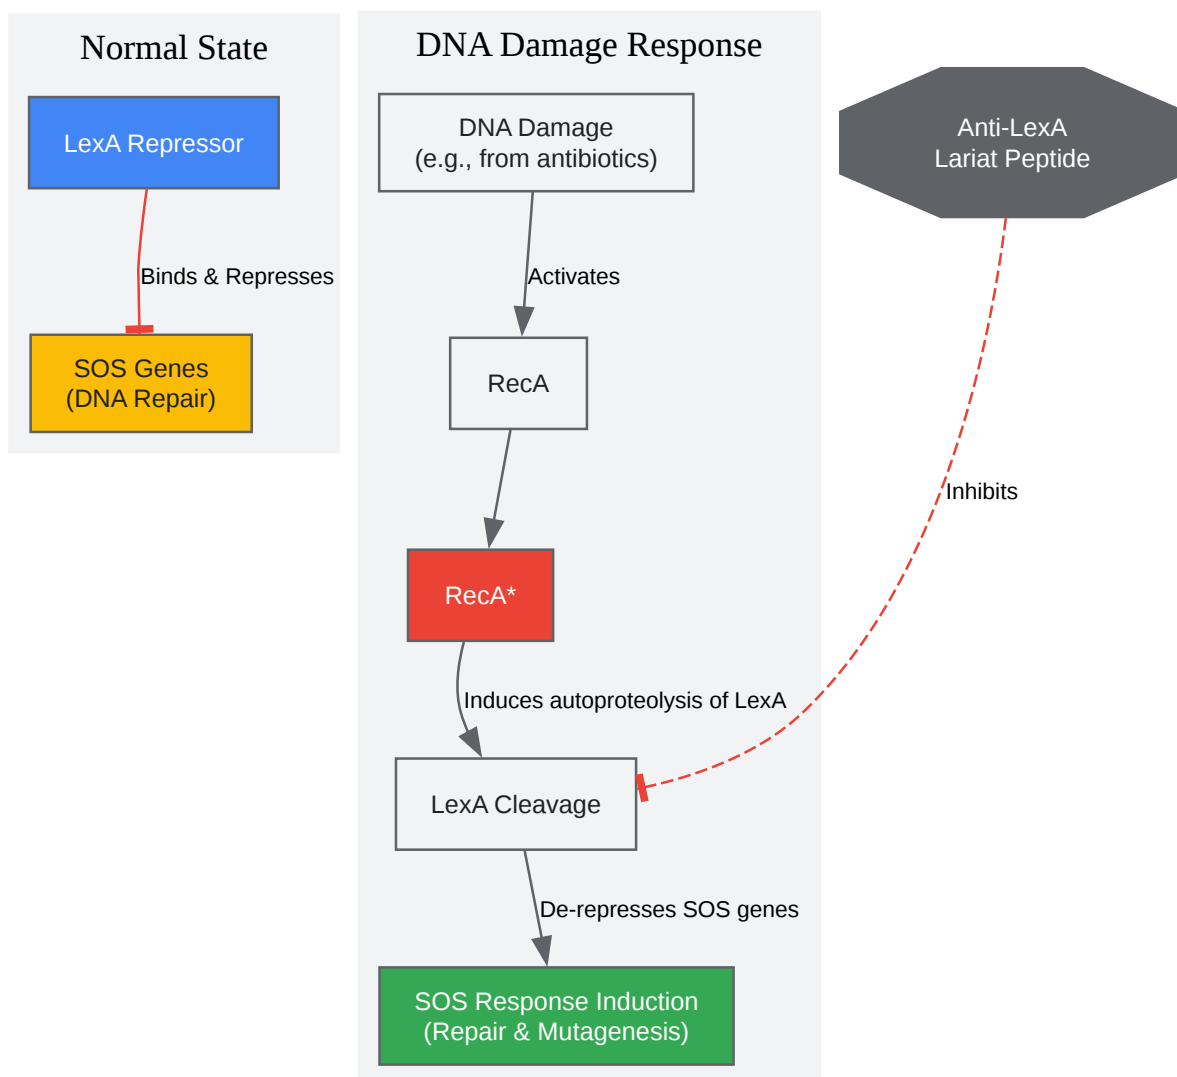 Normal State
LexA Repressor
Binds & Represses
SOS Genes
(DNA Repair)
DNA Damage Response
DNA Damage
(e.g., from antibiotics)
Activates
RecA
RecA*
Induces autoproteolysis of LexA
LexA Cleavage
De-represses SOS genes
SOS Response Induction
(Repair & Mutagenesis)
Anti-LexA
Lariat Peptide
Inhibits